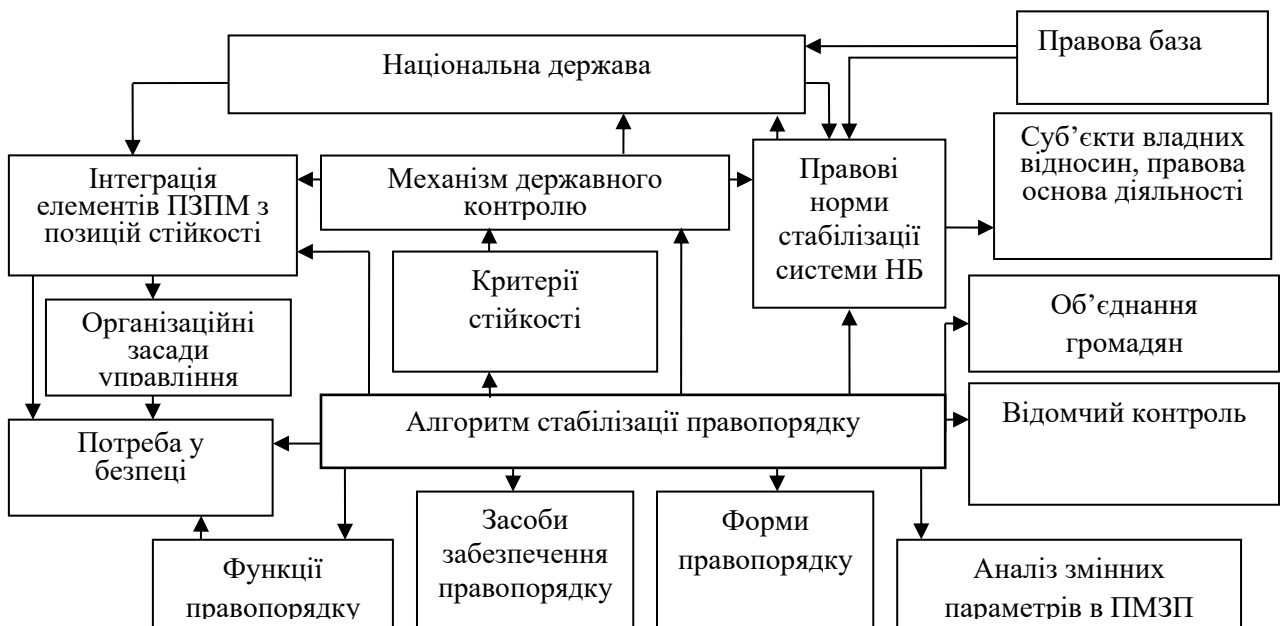 Правова база
Національна держава
Суб’єкти владних
відносин, правова
основа діяльності
Інтеграція
елементів ПЗПМ з
позицій стійкості
Механізм державного
контролю
Правові
норми
стабілізації
системи НБ
Критерії
стійкості
Об’єднання
громадян
Організаційні
засади
управління
Алгоритм стабілізації правопорядку
Відомчий контроль
Потреба у
безпеці
Функції
правопорядку
Засоби
забезпечення
правопорядку
Форми
правопорядку
Аналіз змінних
параметрів в ПМЗП